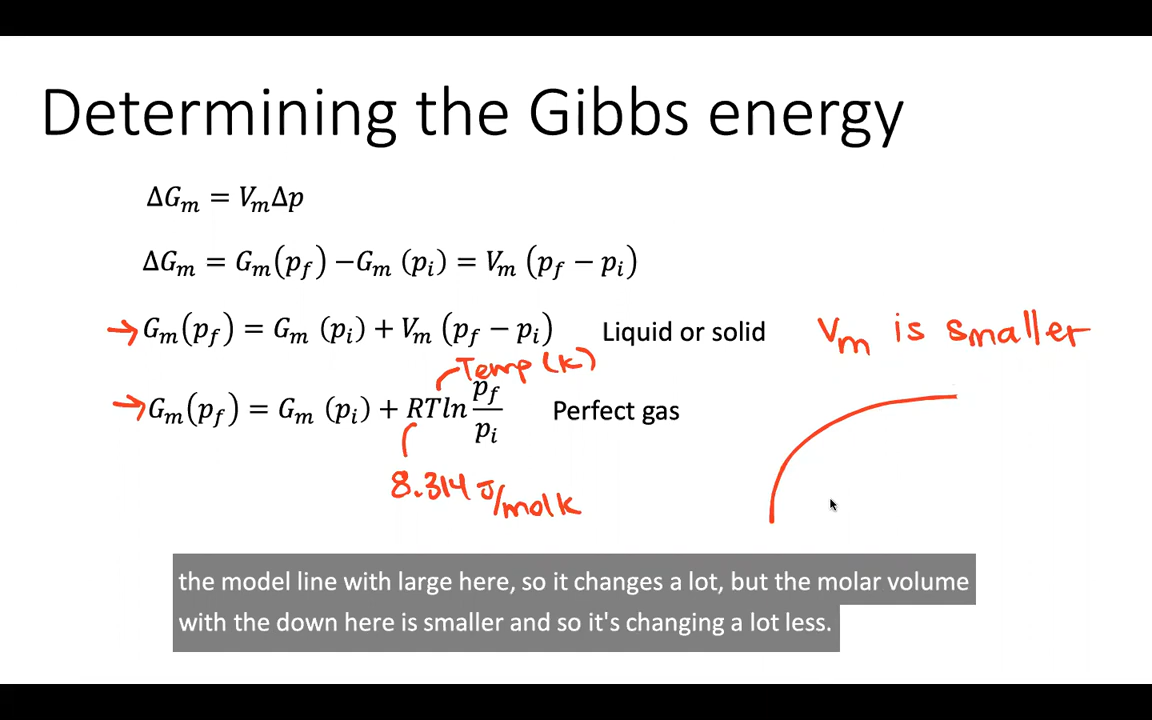 Determining the Gibbs energy
ΔG_m = V_mΔp
ΔG_m = G_m(p_f) −G_m (p_i) = V_m (p_f − p_i)
→ G_m(p_f) = G_m (p_i) + V_m (p_f − p_i) Liquid or solid V_m is smaller
Temp (K)
→ G_m(p_f) = G_m (p_i) + RTln p_f/p_i Perfect gas
8.314 J/molk
the model line with large here, so it changes a lot, but the molar volume
with the down here is smaller and so it's changing a lot less.